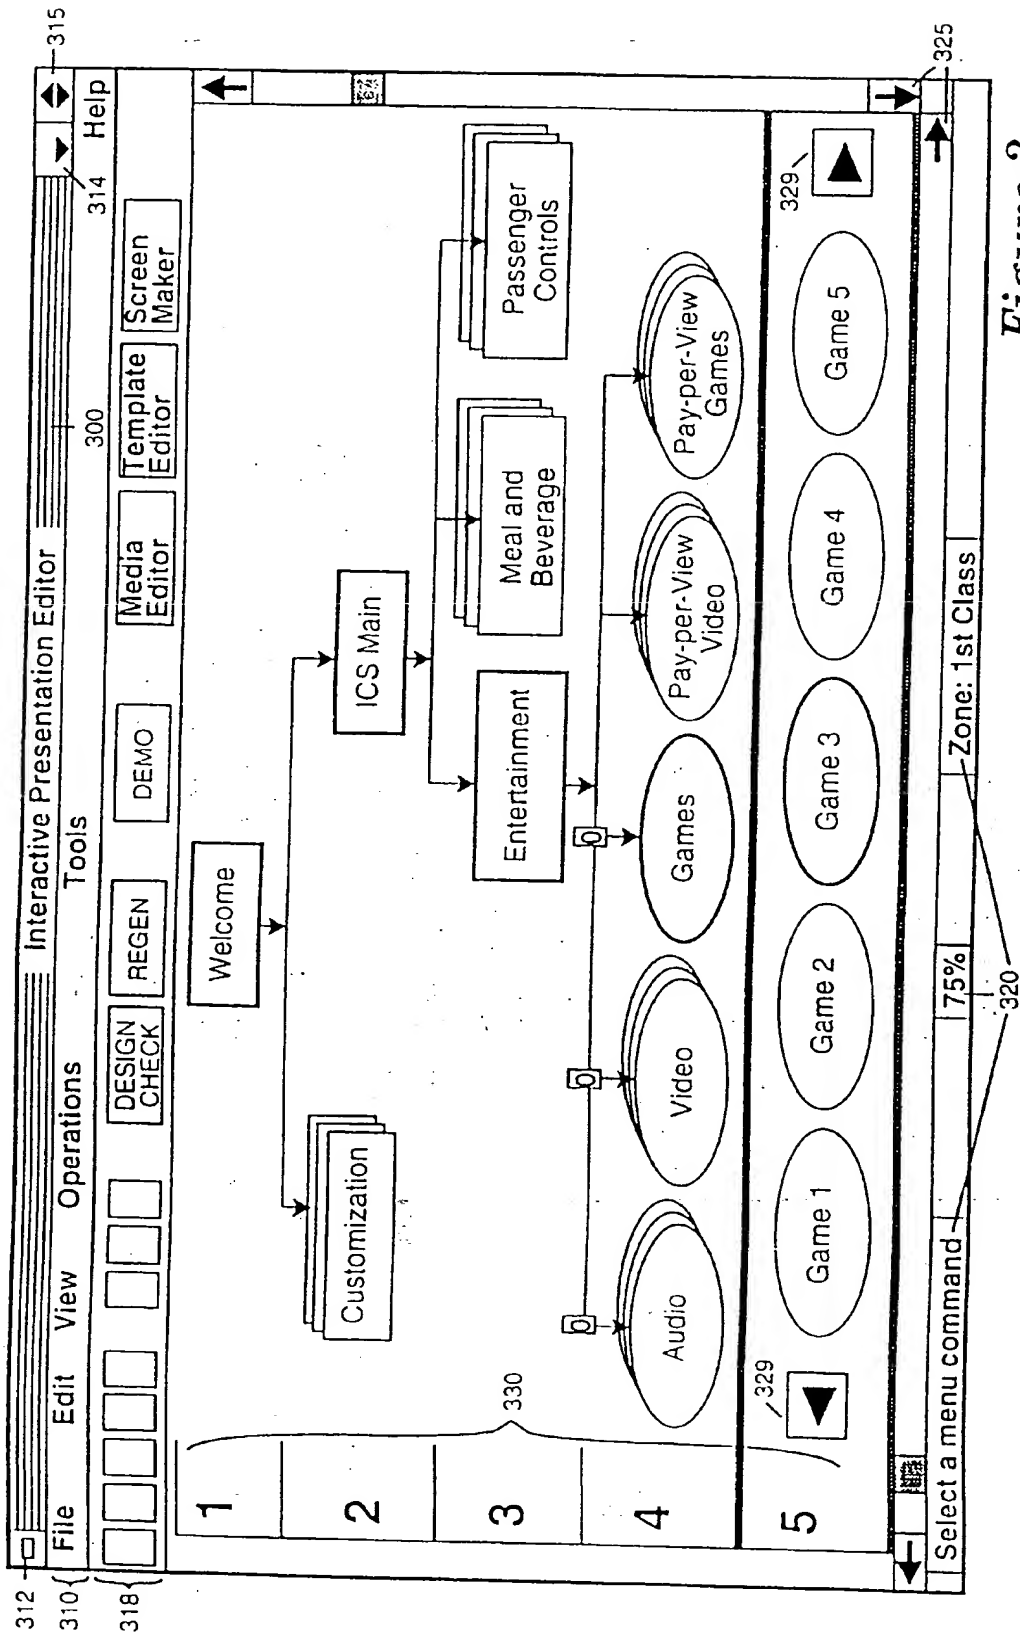 312
Interactive Presentation Editor
315
310
File Edit View Operations Tools Help
314
300
318
DESIGN
CHECK
REGEN
DEMO
Media
Editor
Template
Editor
Screen
Maker
1
Welcome
2
Customization
ICS Main
3
Entertainment
Meal and
Beverage
Passenger
Controls
330
0
0
0
4
Audio
Video
Games
Pay-per-View
Video
Pay-per-View
Games
329
329
5
Game 1
Game 2
Game 3
Game 4
Game 5
325
Select a menu command
75%
Zone: 1st Class
320